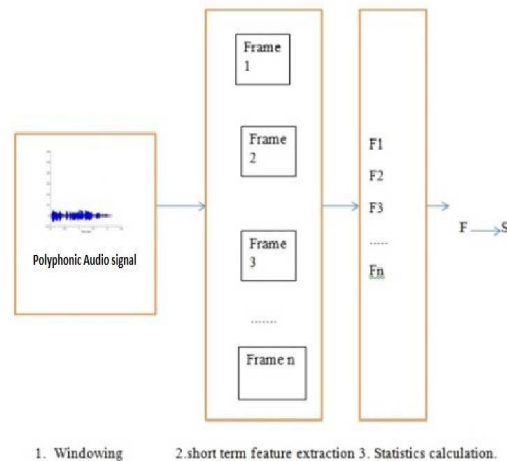 Polyphonic Audio signal
Frame
1
Frame
2
Frame
3
.......
Frame n
F1
F2
F3
.....
Fn
F S
1. Windowing 2.short term feature extraction 3. Statistics calculation.